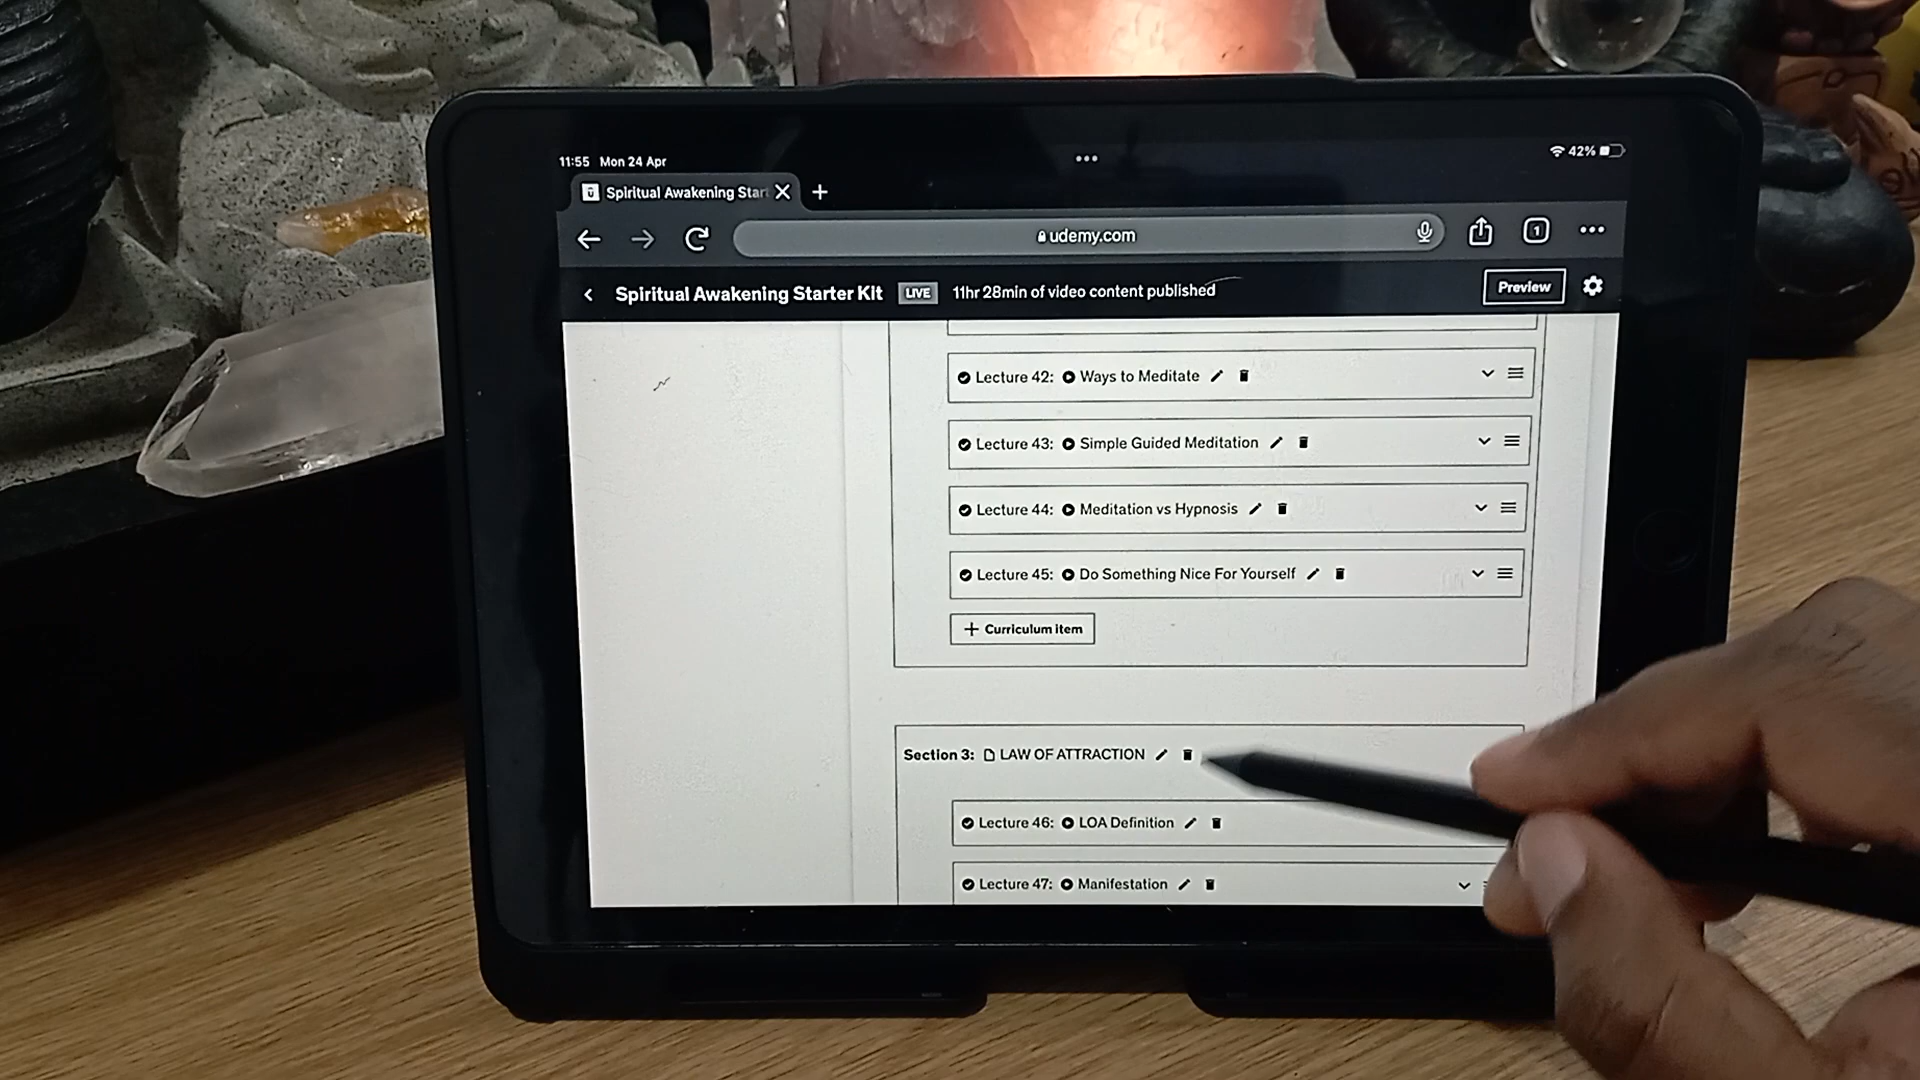 11:55 Mon 24 Apr
42%
Spiritual Awakening Star
udemy.com
1
Spiritual Awakening Starter Kit LIVE 11hr 28min of video content published Preview
Lecture 42: Ways to Meditate
Lecture 43: Simple Guided Meditation
Lecture 44: Meditation vs Hypnosis
Lecture 45: Do Something Nice For Yourself
+ Curriculum item
Section 3: LAW OF ATTRACTION
Lecture 46: LOA Definition
Lecture 47: Manifestation